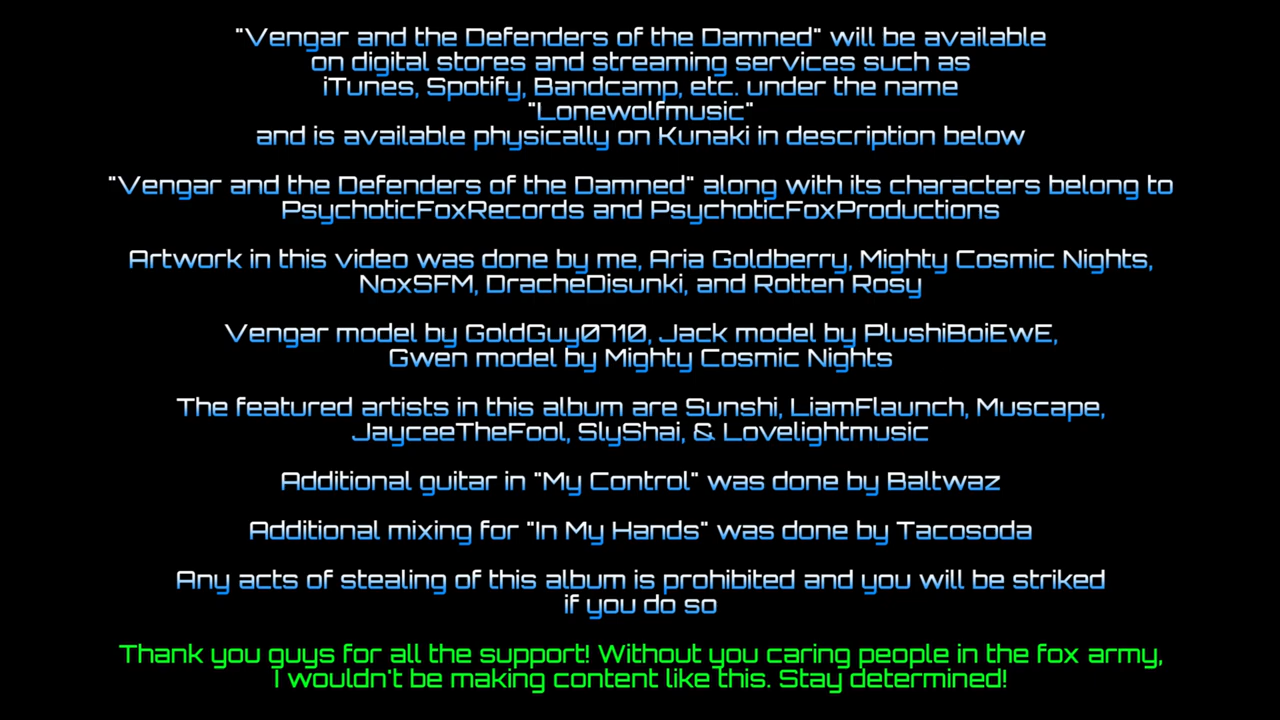 "Vengar and the Defenders of the Damned" will be available
on digital stores and streaming services such as
iTunes, Spotify, Bandcamp, etc. under the name
"Lonewolfmusic"
and is available physically on Kunaki in description below
"Vengar and the Defenders of the Damned" along with its characters belong to
PsychoticFoxRecords and PsychoticFoxProductions
Artwork in this video was done by me, Aria Goldberry, Mighty Cosmic Nights,
NoxSFM, DracheDisunki, and Rotten Rosy
Vengar model by GoldGuy0710, Jack model by PlushiBoiEwE,
Gwen model by Mighty Cosmic Nights
The featured artists in this album are Sunshi, LiamFlaunch, Muscape,
JayceeTheFool, SlyShai, & Lovelightmusic
Additional guitar in "My Control" was done by Baltwaz
Additional mixing for "In My Hands" was done by Tacosoda
Any acts of stealing of this album is prohibited and you will be striked
if you do so
Thank you guys for all the support! Without you caring people in the fox army,
I wouldn't be making content like this. Stay determined!